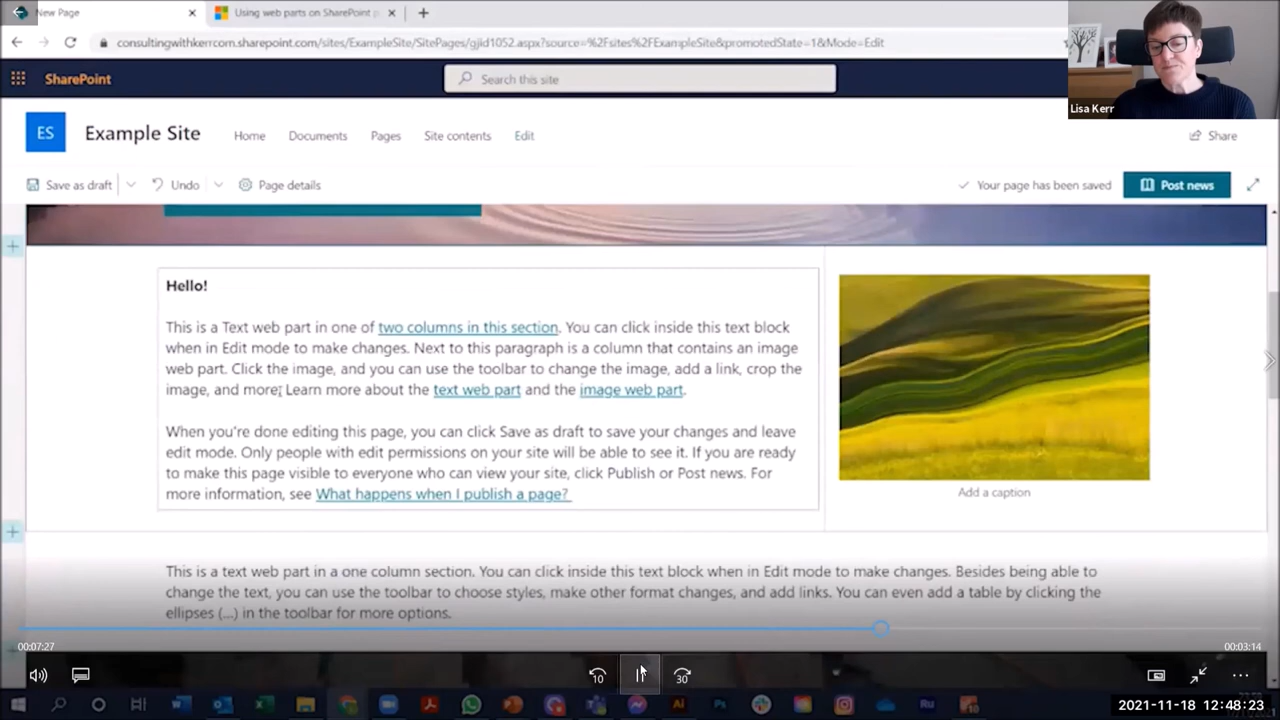 New Page
Using web parts on SharePoint p
consultingwithkerrcom.sharepoint.com/sites/ExampleSite/SitePages/gjid1052.aspx?source=%2Fsites%2FExampleSite&promotedState=1&Mode=Edit
SharePoint
Search this site
Lisa Kerr
ES
Example Site
Home
Documents
Pages
Site contents
Edit
Share
Save as draft
Undo
Page details
Your page has been saved
Post news
Hello!
This is a Text web part in one of two columns in this section. You can click inside this text block
when in Edit mode to make changes. Next to this paragraph is a column that contains an image
web part. Click the image, and you can use the toolbar to change the image, add a link, crop the
image, and more. Learn more about the text web part and the image web part.
When you're done editing this page, you can click Save as draft to save your changes and leave
edit mode. Only people with edit permissions on your site will be able to see it. If you are ready
to make this page visible to everyone who can view your site, click Publish or Post news. For
more information, see What happens when I publish a page?
Add a caption
This is a text web part in a one column section. You can click inside this text block when in Edit mode to make changes. Besides being able to
change the text, you can use the toolbar to choose styles, make other format changes, and add links. You can even add a table by clicking the
ellipses (...) in the toolbar for more options.
00:07:27
00:03:14
10
30
2021-11-18 12:48:23